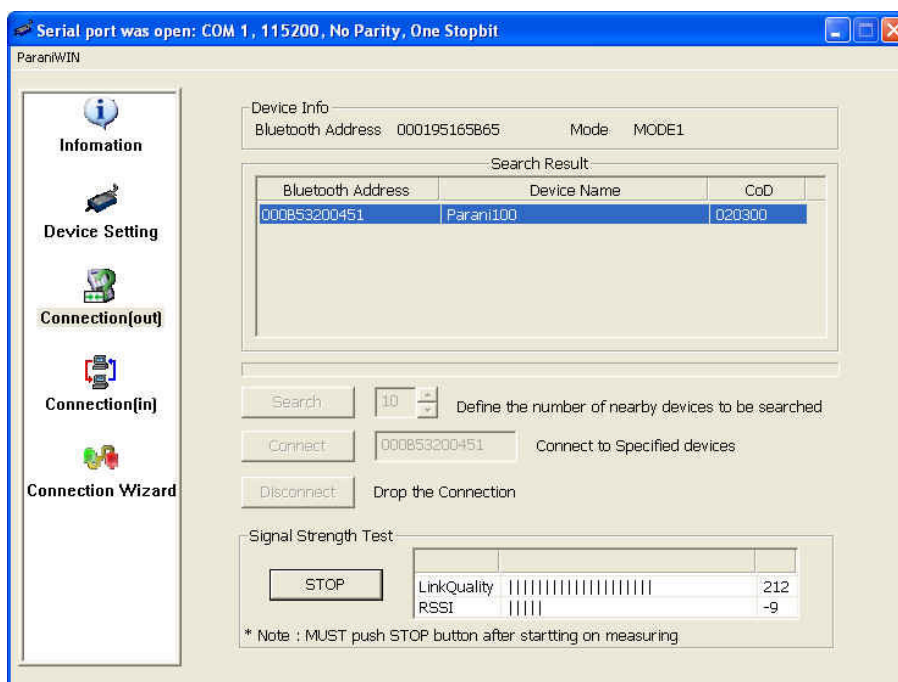 Serial port was open: COM 1, 115200, No Parity, One Stopbit
ParaniWIN
Infomation
Device Setting
Connection(out)
Connection(in)
Connection Wizard
Device Info
Bluetooth Address 000195165B65 Mode MODE1
Search Result
Bluetooth Address Device Name CoD
000B53200451 Parani100 020300
Search 10 Define the number of nearby devices to be searched
Connect 000B53200451 Connect to Specified devices
Disconnect Drop the Connection
Signal Strength Test
STOP
LinkQuality |||||||||||||||||||| 212
RSSI ||||| -9
* Note : MUST push STOP button after startting on measuring